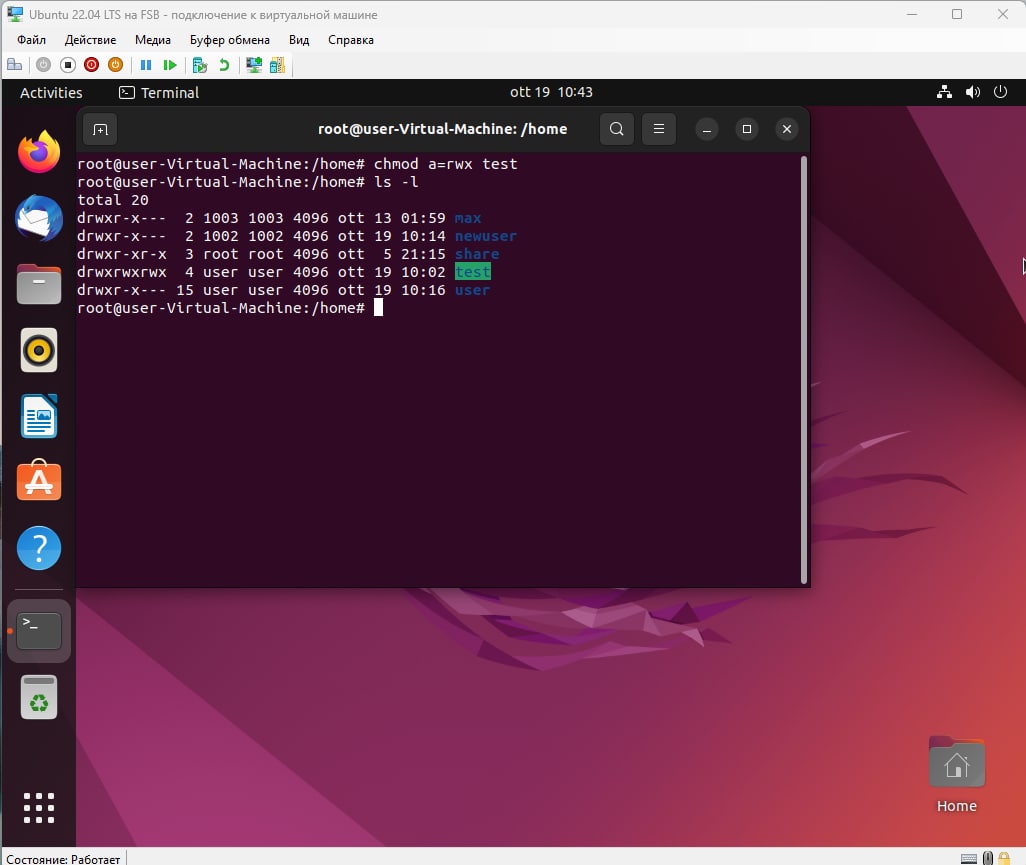 Ubuntu 22.04 LTS на FSB - подключение к виртуальной машине
Файл Действие Медиа Буфер обмена Вид Справка
Activities Terminal ott 19 10:43
root@user-Virtual-Machine: /home
root@user-Virtual-Machine:/home# chmod a=rwx test
root@user-Virtual-Machine:/home# ls -l
total 20
drwxr-x---  2 1003 1003 4096 ott 13 01:59 max
drwxr-x---  2 1002 1002 4096 ott 19 10:14 newuser
drwxr-xr-x  3 root root 4096 ott  5 21:15 share
drwxrwxrwx  4 user user 4096 ott 19 10:02 test
drwxr-x--- 15 user user 4096 ott 19 10:16 user
root@user-Virtual-Machine:/home#
Home
Состояние: Работает